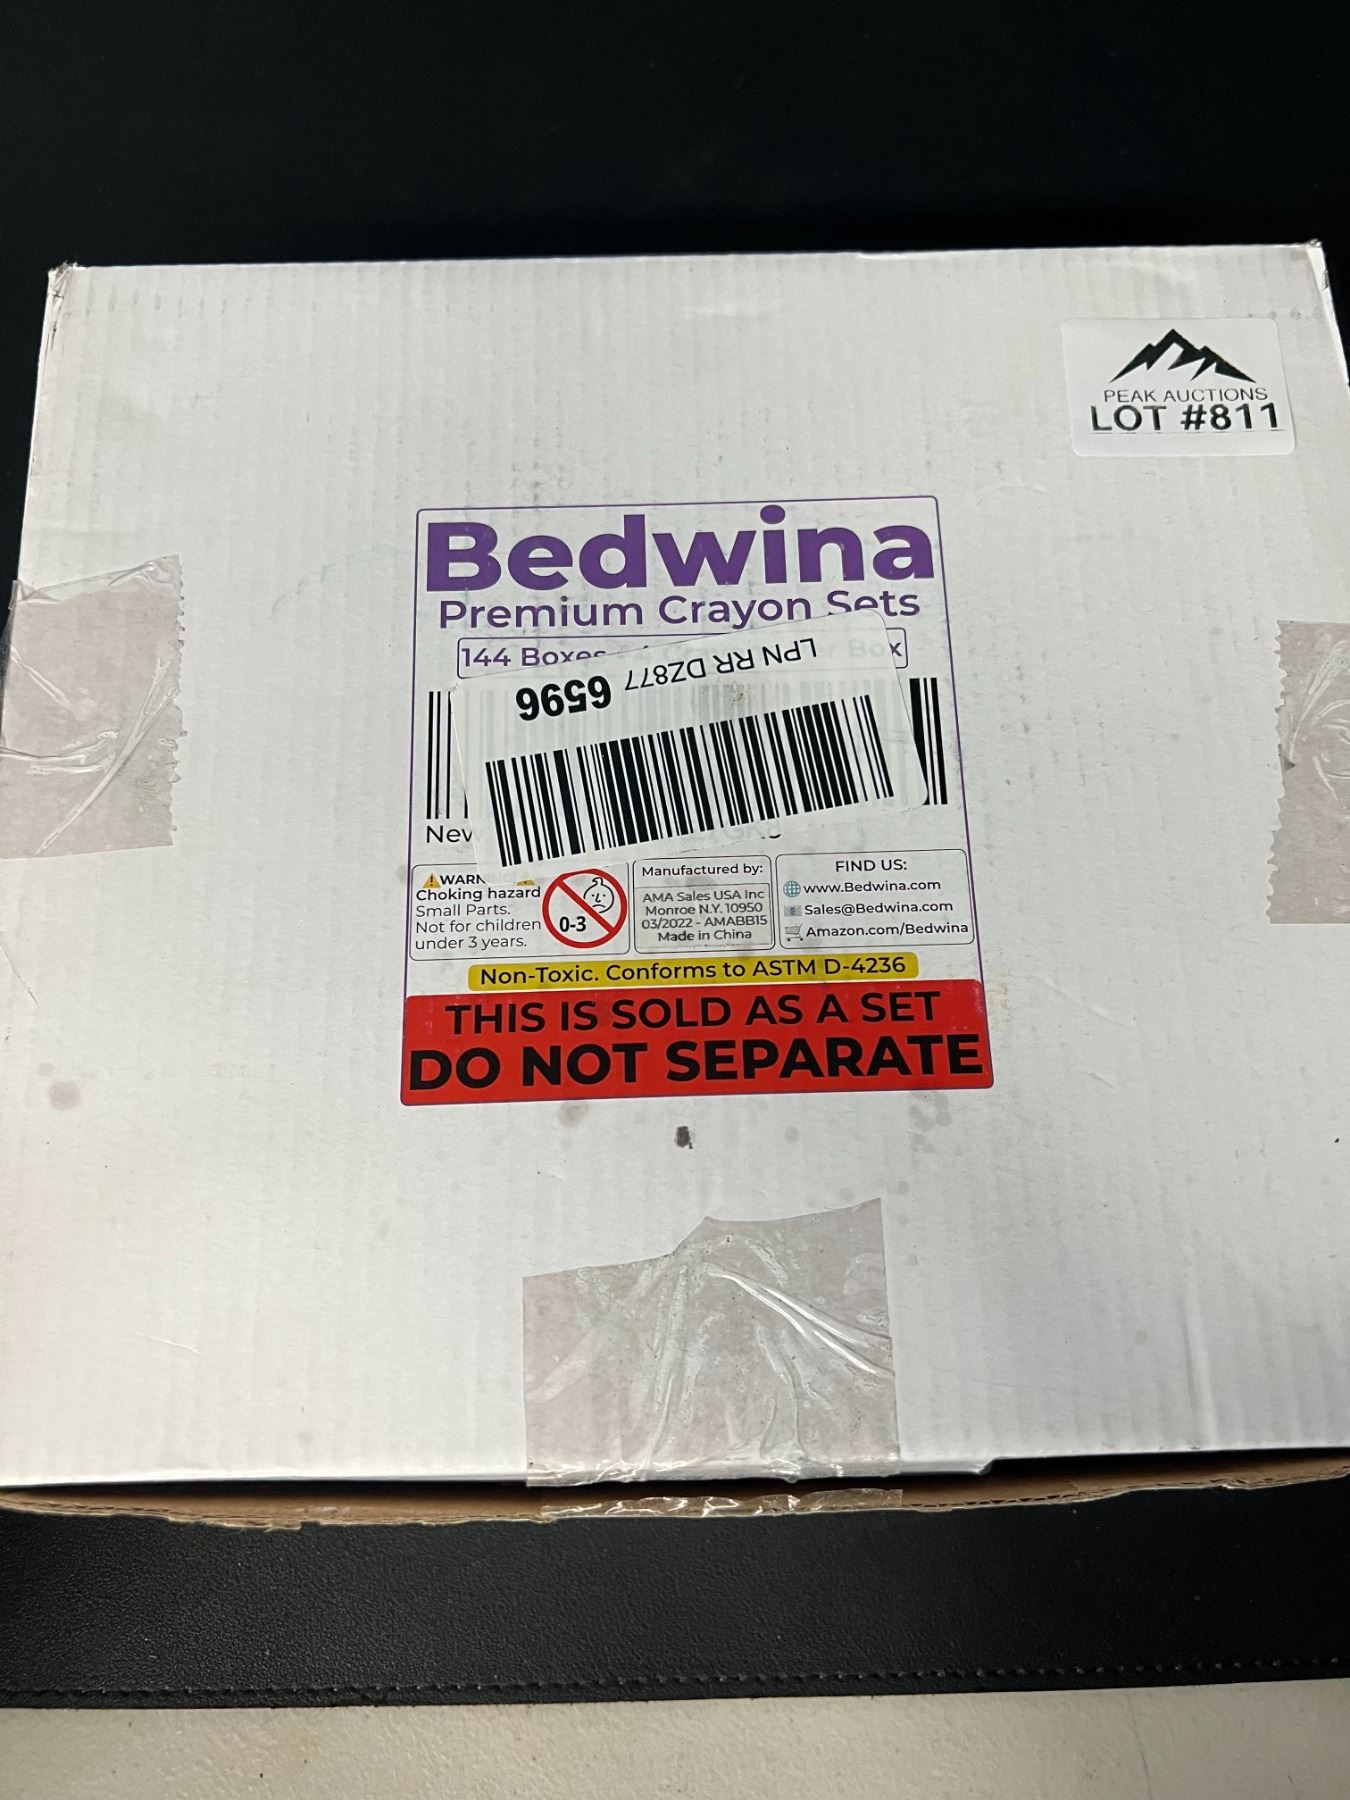 PEAK AUCTIONS
LOT #811
Bedwina
Premium Crayon Sets
144 Boxes
Box
LPN RR DZ877
6596
New
WARN
Choking hazard
Small Parts.
Not for children
under 3 years.
0-3
Manufactured by:
AMA Sales USA Inc
Monroe N.Y. 10950
03/2022 - AMABB15
Made in China
FIND US:
www.Bedwina.com
Sales@Bedwina.com
Amazon.com/Bedwina
Non-Toxic. Conforms to ASTM D-4236
THIS IS SOLD AS A SET
DO NOT SEPARATE